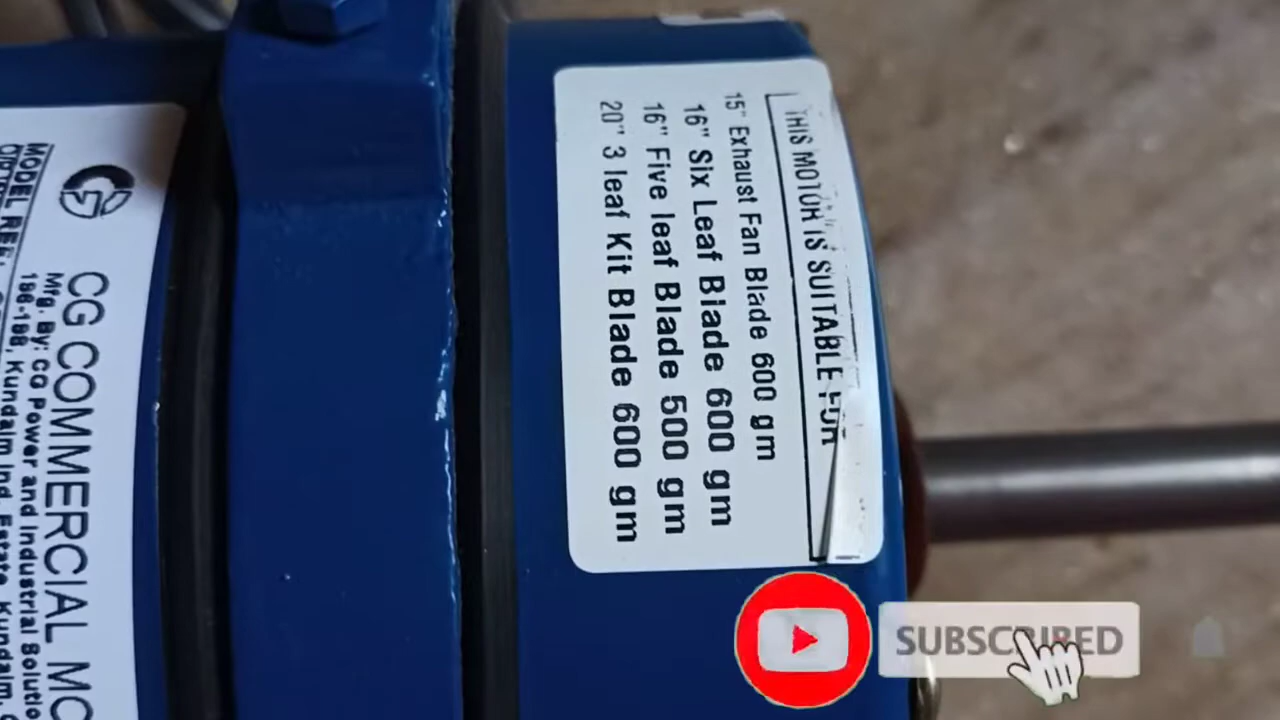 THIS MOTOR IS SUITABLE FOR
15" Exhaust Fan Blade 600 gm
16" Six Leaf Blade 600 gm
16" Five leaf Blade 500 gm
20" 3 leaf Kit Blade 600 gm
CG COMMERCIAL MO
Mfg. By: CG Power and Industrial Solutio
186-188, Kundaim Ind. Estate, Kundaim, G
MODEL REF.
SUBSCRIBED